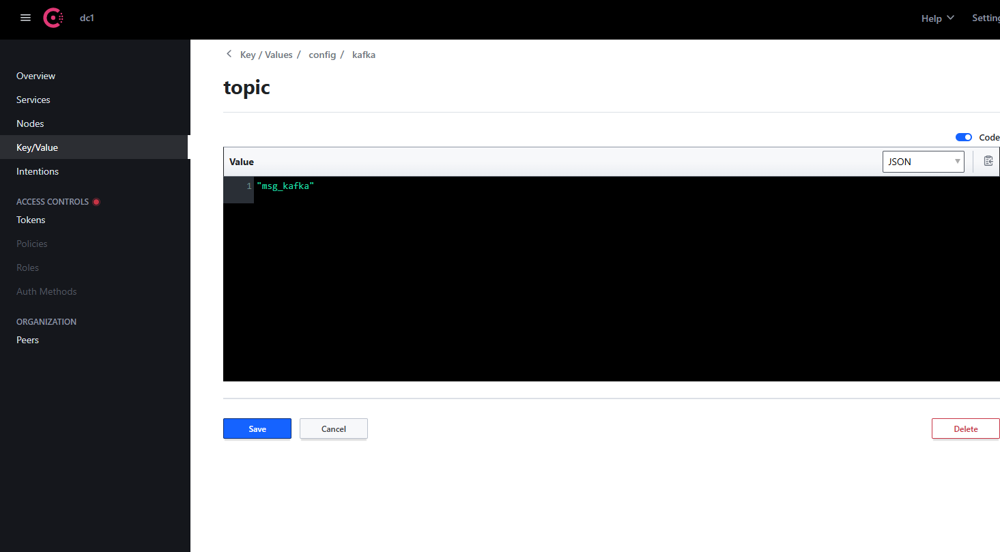 dc1
Help
Setting
Overview
Services
Nodes
Key/Value
Intentions
ACCESS CONTROLS
Tokens
Policies
Roles
Auth Methods
ORGANIZATION
Peers
Key / Values / config / kafka
topic
Code
Value
JSON
1 "msg_kafka"
Save
Cancel
Delete